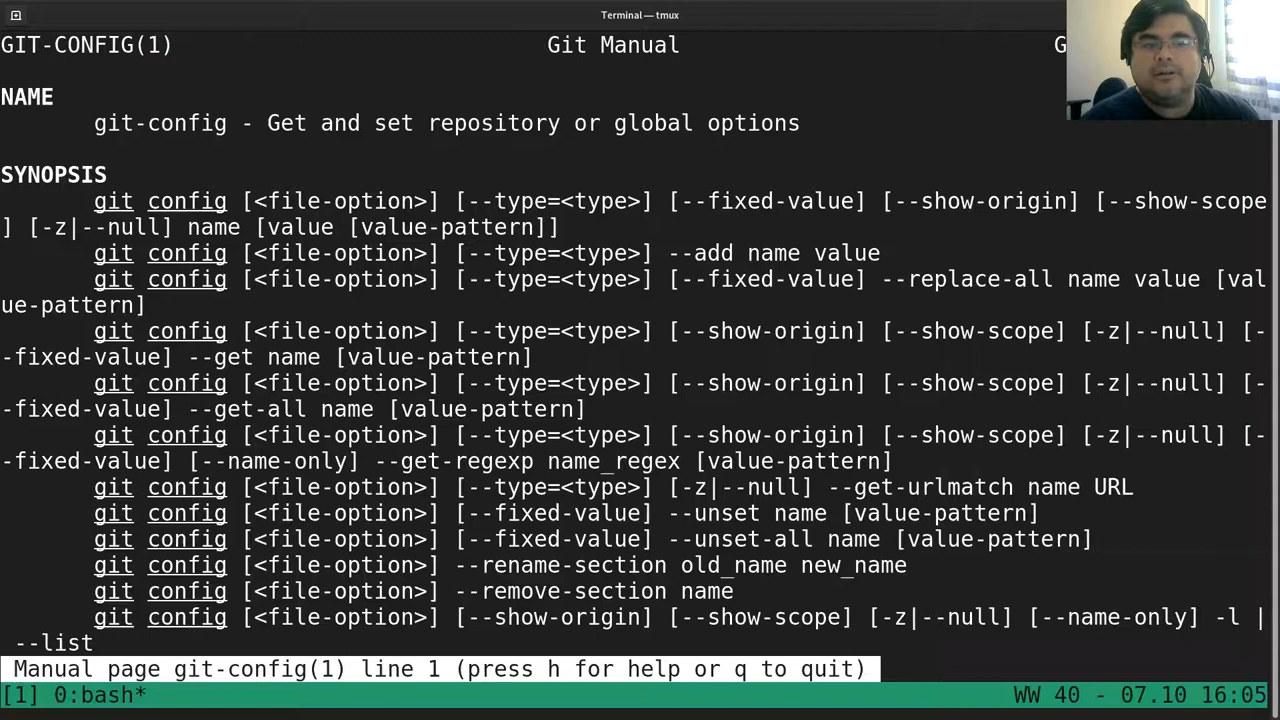 Terminal — tmux
GIT-CONFIG(1) Git Manual G
NAME
git-config - Get and set repository or global options
SYNOPSIS
git config [<file-option>] [--type=<type>] [--fixed-value] [--show-origin] [--show-scope
] [-z|--null] name [value [value-pattern]]
git config [<file-option>] [--type=<type>] --add name value
git config [<file-option>] [--type=<type>] [--fixed-value] --replace-all name value [val
ue-pattern]
git config [<file-option>] [--type=<type>] [--show-origin] [--show-scope] [-z|--null] [-
-fixed-value] --get name [value-pattern]
git config [<file-option>] [--type=<type>] [--show-origin] [--show-scope] [-z|--null] [-
-fixed-value] --get-all name [value-pattern]
git config [<file-option>] [--type=<type>] [--show-origin] [--show-scope] [-z|--null] [-
-fixed-value] [--name-only] --get-regexp name_regex [value-pattern]
git config [<file-option>] [--type=<type>] [-z|--null] --get-urlmatch name URL
git config [<file-option>] [--fixed-value] --unset name [value-pattern]
git config [<file-option>] [--fixed-value] --unset-all name [value-pattern]
git config [<file-option>] --rename-section old_name new_name
git config [<file-option>] --remove-section name
git config [<file-option>] [--show-origin] [--show-scope] [-z|--null] [--name-only] -l |
--list
Manual page git-config(1) line 1 (press h for help or q to quit)
[1] 0:bash* WW 40 - 07.10 16:05